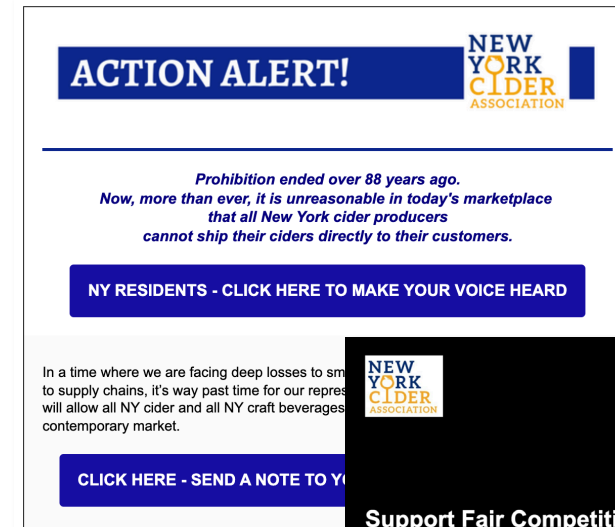 ACTION ALERT!
NEW
YORK
CIDER
ASSOCIATION
Prohibition ended over 88 years ago.
Now, more than ever, it is unreasonable in today's marketplace
that all New York cider producers
cannot ship their ciders directly to their customers.
NY RESIDENTS - CLICK HERE TO MAKE YOUR VOICE HEARD
In a time where we are facing deep losses to sm
to supply chains, it's way past time for our repres
will allow all NY cider and all NY craft beverages
contemporary market.
CLICK HERE - SEND A NOTE TO YO
NEW
YORK
CIDER
ASSOCIATION
Support Fair Competiti